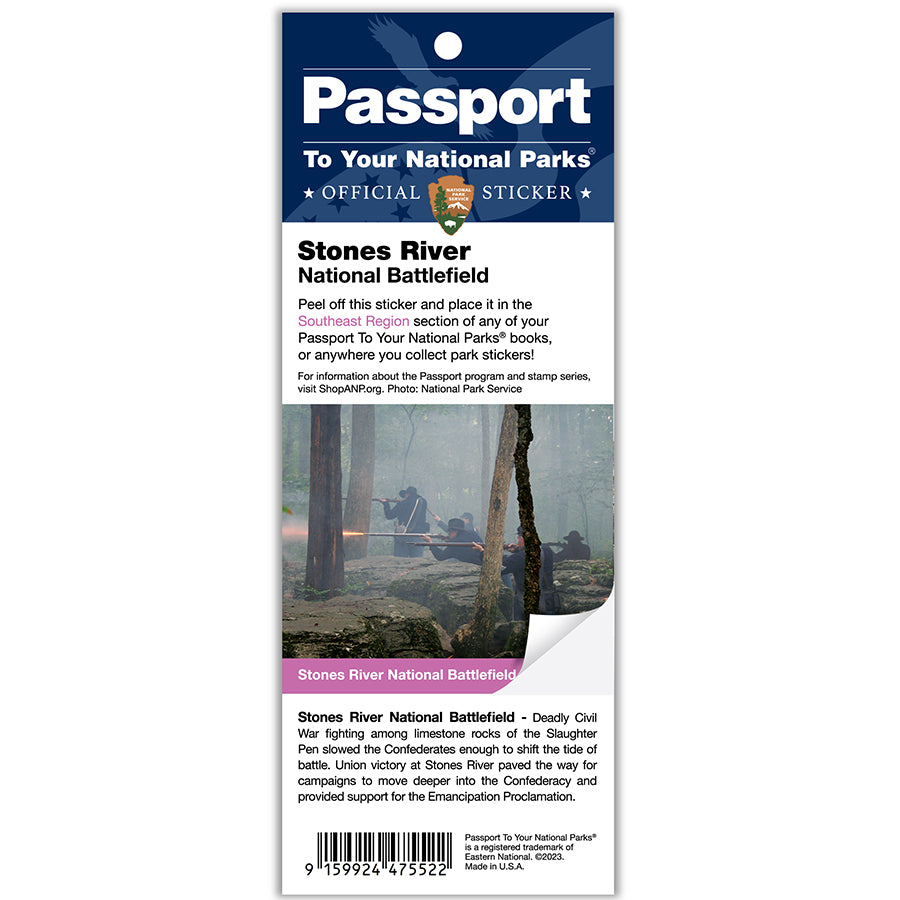 Passport
To Your National Parks®
★ OFFICIAL STICKER ★
NATIONAL
PARK
SERVICE
Stones River
National Battlefield
Peel off this sticker and place it in the
Southeast Region section of any of your
Passport To Your National Parks® books,
or anywhere you collect park stickers!
For information about the Passport program and stamp series,
visit ShopANP.org. Photo: National Park Service
Stones River National Battlefield
Stones River National Battlefield - Deadly Civil
War fighting among limestone rocks of the Slaughter
Pen slowed the Confederates enough to shift the tide of
battle. Union victory at Stones River paved the way for
campaigns to move deeper into the Confederacy and
provided support for the Emancipation Proclamation.
9 159924 475522
Passport To Your National Parks®
is a registered trademark of
Eastern National. ©2023.
Made in U.S.A.